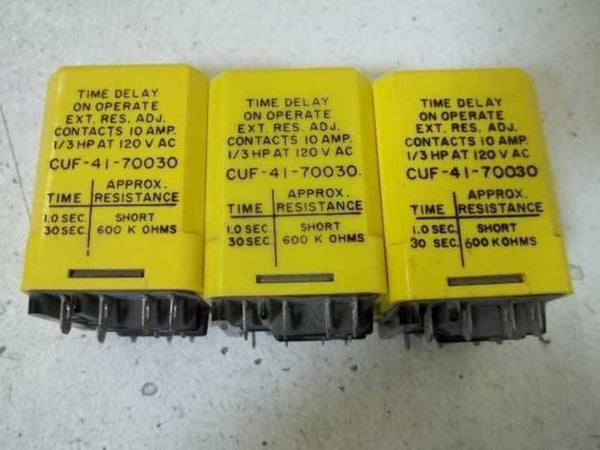 TIME DELAY
ON OPERATE
EXT. RES. ADJ.
CONTACTS 10 AMP.
1/3 HP AT 120 V AC
CUF-41-70030
TIME APPROX. RESISTANCE
1.0 SEC. SHORT
30 SEC. 600 K OHMS
TIME DELAY
ON OPERATE
EXT. RES. ADJ.
CONTACTS 10 AMP.
1/3 HP AT 120 V AC
CUF-41-70030.
TIME APPROX. RESISTANCE
1.0 SEC. SHORT
30 SEC. 600 K OHMS
TIME DELAY
ON OPERATE
EXT. RES. ADJ.
CONTACTS 10 AMP.
1/3 HP AT 120 V AC
CUF-41-70030
TIME APPROX. RESISTANCE
1.0 SEC. SHORT
30 SEC. 600 K OHMS